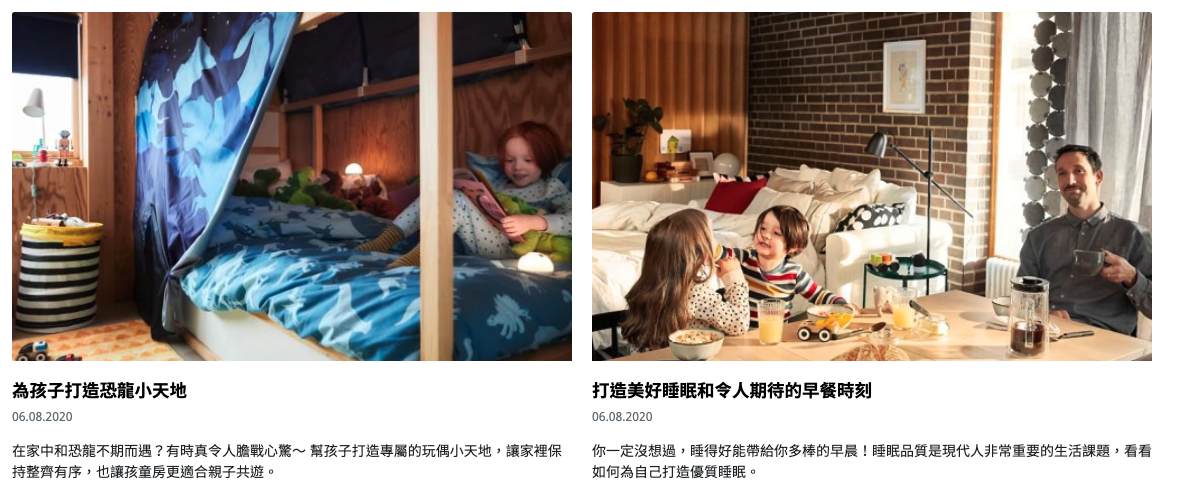 為孩子打造恐龍小天地
06.08.2020
在家中和恐龍不期而遇？有時真令人膽戰心驚～ 幫孩子打造專屬的玩偶小天地，讓家裡保
持整齊有序，也讓孩童房更適合親子共遊。
打造美好睡眠和令人期待的早餐時刻
06.08.2020
你一定沒想過，睡得好能帶給你多棒的早晨！睡眠品質是現代人非常重要的生活課題，看看
如何為自己打造優質睡眠。